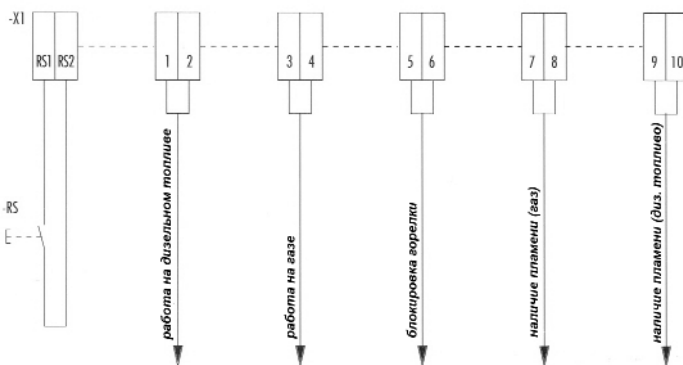 -X1
RS1 RS2 1 2 3 4 5 6 7 8 9 10
-RS
работа на дизельном топливе
работа на газе
блокировка горелки
наличие пламени (газ)
наличие пламени (диз. топливо)